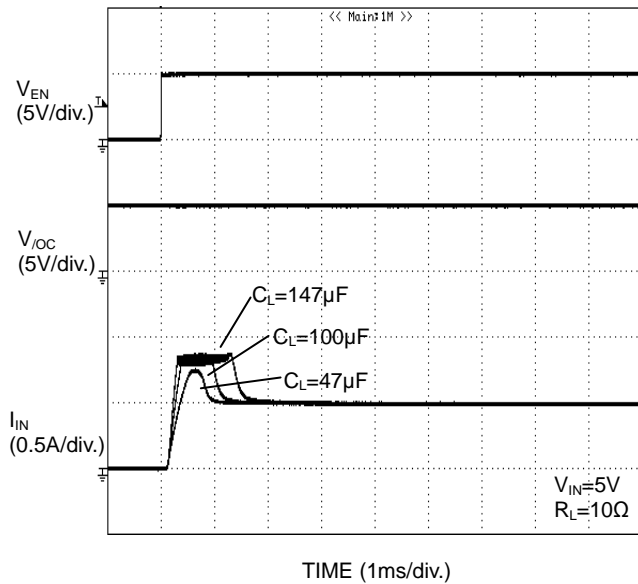 << Main:1M >>
V_EN
(5V/div.)
T
V_/OC
(5V/div.)
C_L=147µF
C_L=100µF
C_L=47µF
I_IN
(0.5A/div.)
V_IN=5V
R_L=10Ω
TIME (1ms/div.)